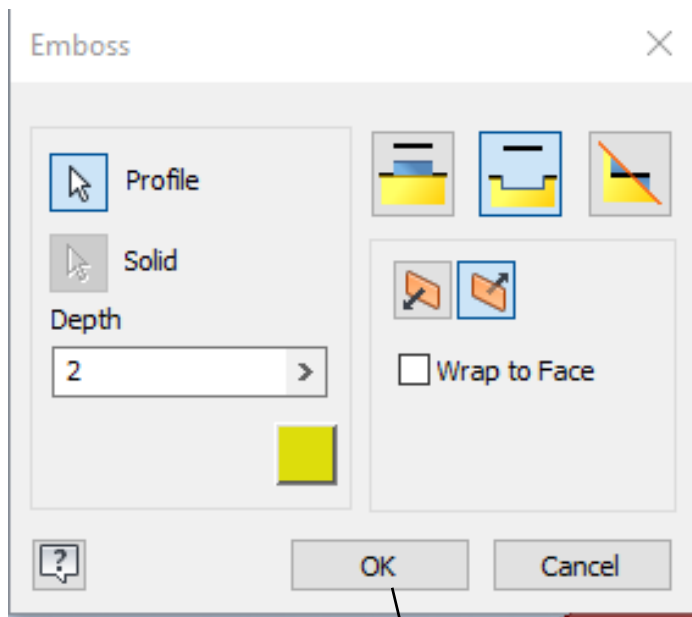 Emboss
Profile
Solid
Depth
2
Wrap to Face
?
OK
Cancel